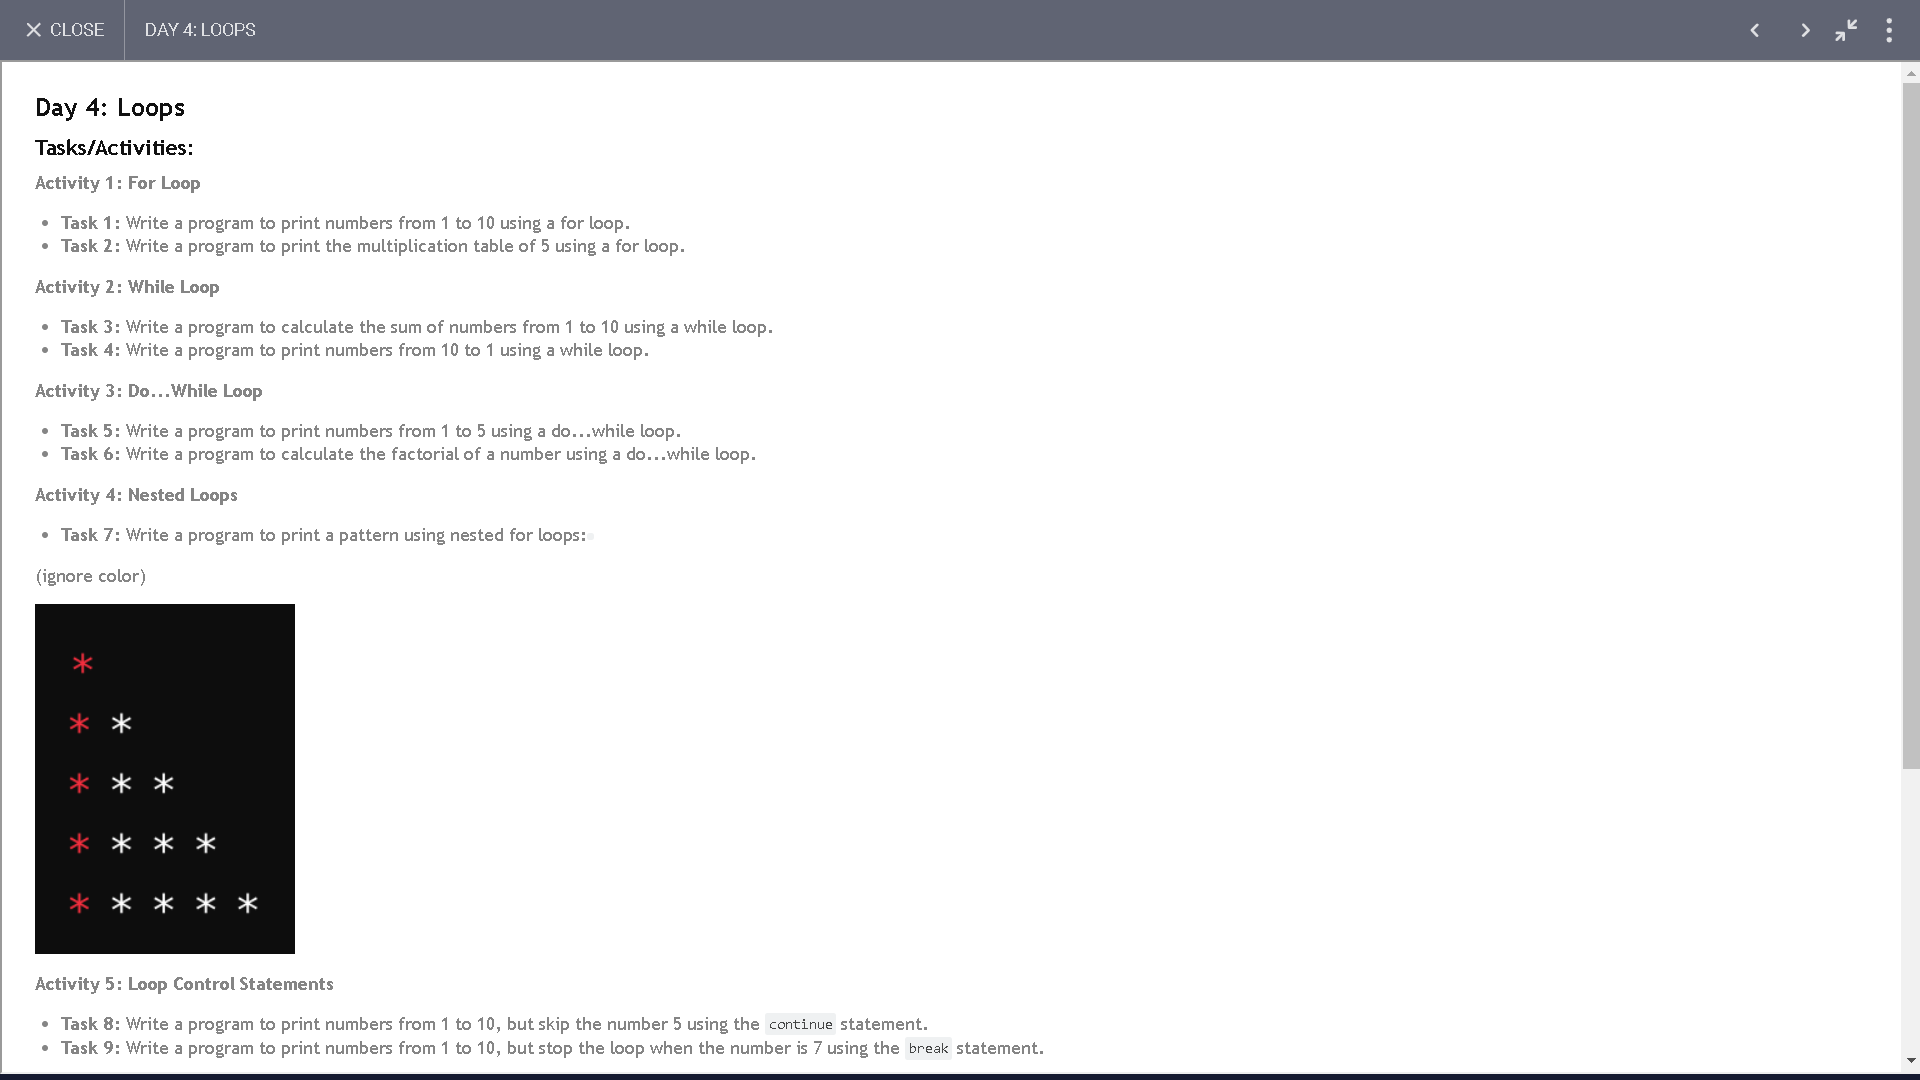 CLOSE DAY 4: LOOPS
Day 4: Loops
Tasks/Activities:
Activity 1: For Loop
• Task 1: Write a program to print numbers from 1 to 10 using a for loop.
• Task 2: Write a program to print the multiplication table of 5 using a for loop.
Activity 2: While Loop
• Task 3: Write a program to calculate the sum of numbers from 1 to 10 using a while loop.
• Task 4: Write a program to print numbers from 10 to 1 using a while loop.
Activity 3: Do...While Loop
• Task 5: Write a program to print numbers from 1 to 5 using a do...while loop.
• Task 6: Write a program to calculate the factorial of a number using a do...while loop.
Activity 4: Nested Loops
• Task 7: Write a program to print a pattern using nested for loops:
(ignore color)
*
* *
* * *
* * * *
* * * * *
Activity 5: Loop Control Statements
• Task 8: Write a program to print numbers from 1 to 10, but skip the number 5 using the continue statement.
• Task 9: Write a program to print numbers from 1 to 10, but stop the loop when the number is 7 using the break statement.